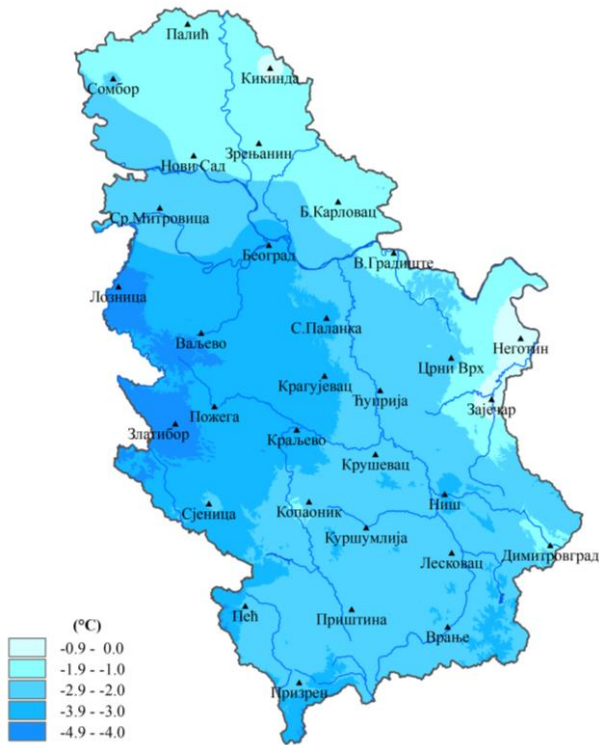 Палић
Кикинда
Сомбор
Зрењанин
Нови Сад
Б.Карловац
Ср.Митровица
Београд
В.Градиште
Лозница
С.Паланка
Ваљево
Неготин
Црни Врх
Крагујевац
Ћуприја
Зајечар
Пожега
Златибор
Краљево
Крушевац
Ниш
Сјеница
Копаоник
Куршумлија
Димитровград
Лесковац
Пећ
Приштина
Врање
Призрен
(°C)
-0.9 - 0.0
-1.9 - -1.0
-2.9 - -2.0
-3.9 - -3.0
-4.9 - -4.0